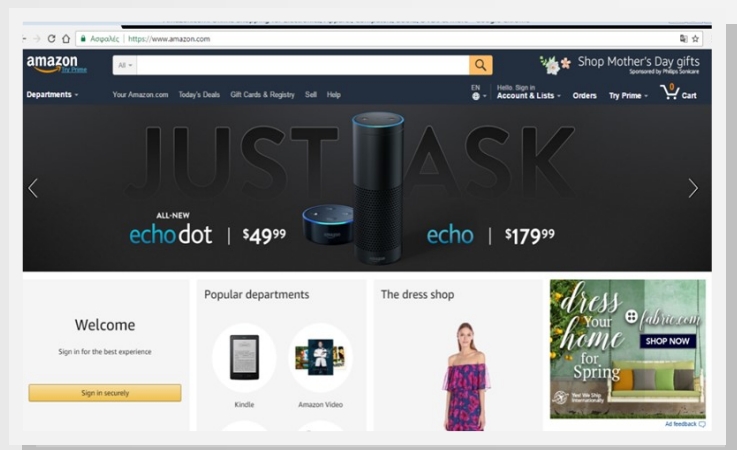 Ασφαλές | https://www.amazon.com
amazon
Try Prime
All
Shop Mother's Day gifts
Sponsored by Philips Sonicare
Departments
Your Amazon.com Today's Deals Gift Cards & Registry Sell Help
EN
Hello. Sign in
Account & Lists
Orders
Try Prime
0
Cart
JUST ASK
ALL-NEW
echo dot | $49.99
echo | $179.99
Welcome
Sign in for the best experience
Sign in securely
Popular departments
Kindle
Amazon Video
The dress shop
dress
Your
home
for
Spring
fabric.com
SHOP NOW
Yes! We Ship
Internationally
Ad feedback